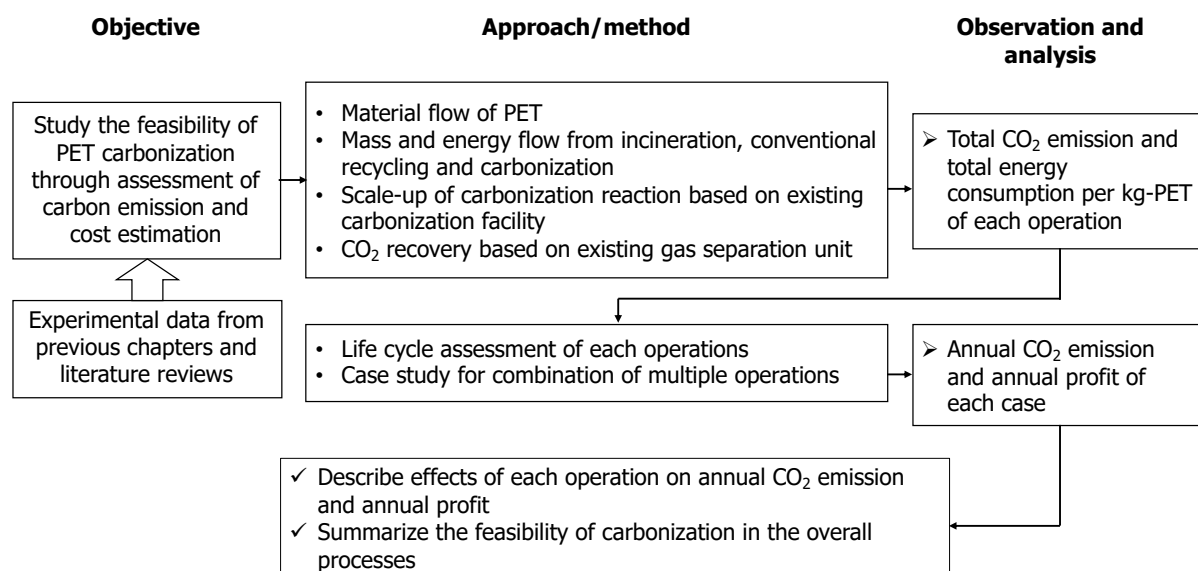 Objective
Approach/method
Observation and
analysis
Study the feasibility of
PET carbonization
through assessment of
carbon emission and
cost estimation
Experimental data from
previous chapters and
literature reviews
• Material flow of PET
• Mass and energy flow from incineration, conventional
recycling and carbonization
• Scale-up of carbonization reaction based on existing
carbonization facility
• CO₂ recovery based on existing gas separation unit
➢ Total CO₂ emission and
total energy
consumption per kg-PET
of each operation
• Life cycle assessment of each operations
• Case study for combination of multiple operations
➢ Annual CO₂ emission
and annual profit of
each case
✓ Describe effects of each operation on annual CO₂ emission
and annual profit
✓ Summarize the feasibility of carbonization in the overall
processes